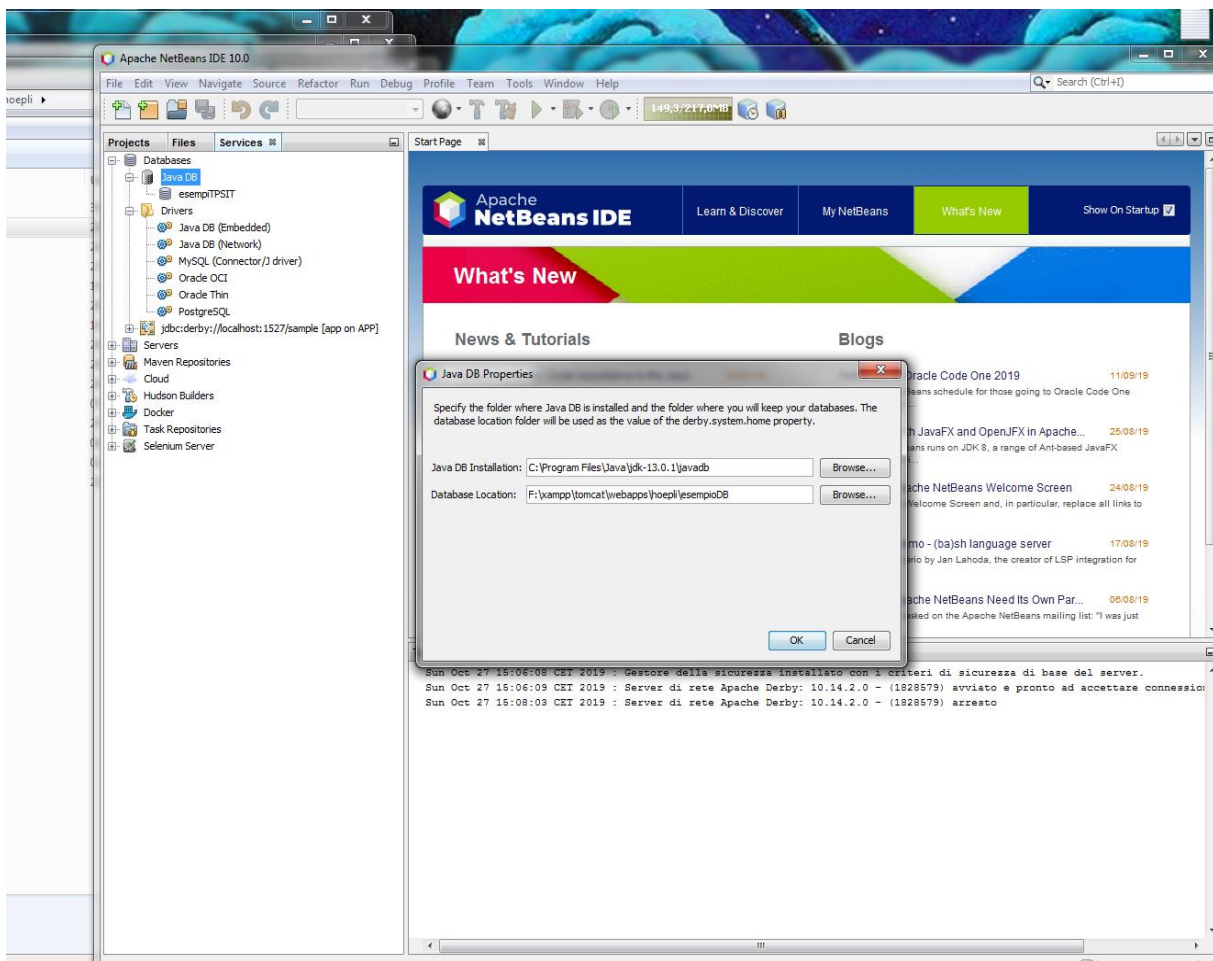 Apache NetBeans IDE 10.0
File Edit View Navigate Source Refactor Run Debug Profile Team Tools Window Help
Search (Ctrl+I)
hoepli
149,3/217,0MB
Projects Files Services
Start Page
Databases
Java DB
esempiTPSIT
Drivers
Java DB (Embedded)
Java DB (Network)
MySQL (Connector/J driver)
Oracle OCI
Oracle Thin
PostgreSQL
jdbc:derby://localhost:1527/sample [app on APP]
Servers
Maven Repositories
Cloud
Hudson Builders
Docker
Task Repositories
Selenium Server
Apache
NetBeans IDE
Learn & Discover
My NetBeans
What's New
Show On Startup
What's New
News & Tutorials
Blogs
Oracle Code One 2019 11/09/19
schedule for those going to Oracle Code One
JavaFX and OpenJFX in Apache... 25/08/19
runs on JDK 8, a range of Ant-based JavaFX
NetBeans Welcome Screen 24/08/19
Welcome Screen and, in particular, replace all links to
- (ba)sh language server 17/08/19
by Jan Lahoda, the creator of LSP integration for
NetBeans Need Its Own Par... 06/08/19
on the Apache NetBeans mailing list: "I was just
Java DB Properties
Specify the folder where Java DB is installed and the folder where you will keep your databases. The
database location folder will be used as the value of the derby.system.home property.
Java DB Installation: C:\Program Files\Java\jdk-13.0.1\javadb Browse...
Database Location: F:\xampp\tomcat\webapps\hoepli\esempioDB Browse...
OK Cancel
Sun Oct 27 15:06:08 CET 2019 : Gestore della sicurezza installato con i criteri di sicurezza di base del server.
Sun Oct 27 15:06:09 CET 2019 : Server di rete Apache Derby: 10.14.2.0 - (1828579) avviato e pronto ad accettare
Sun Oct 27 15:08:03 CET 2019 : Server di rete Apache Derby: 10.14.2.0 - (1828579) arresto